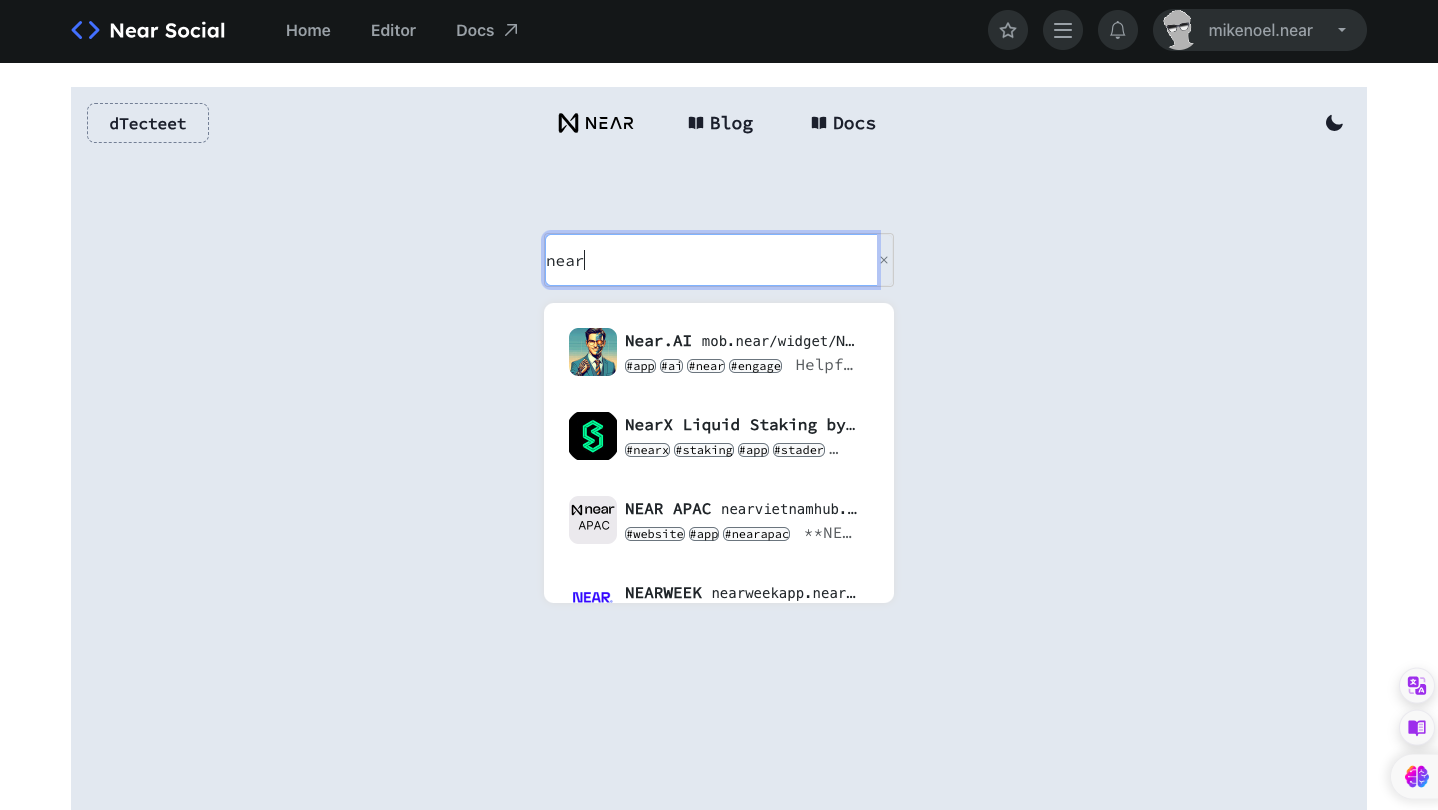 Near Social Home Editor Docs mikenoel.near
dTecteet NEAR Blog Docs
near ×
Near.AI mob.near/widget/N…
#app #ai #near #engage Helpf…
NearX Liquid Staking by…
#nearx #staking #app #stader …
near
APAC
NEAR APAC nearvietnamhub.…
#website #app #nearapac **NE…
NEAR
NEARWEEK nearweekapp.near…